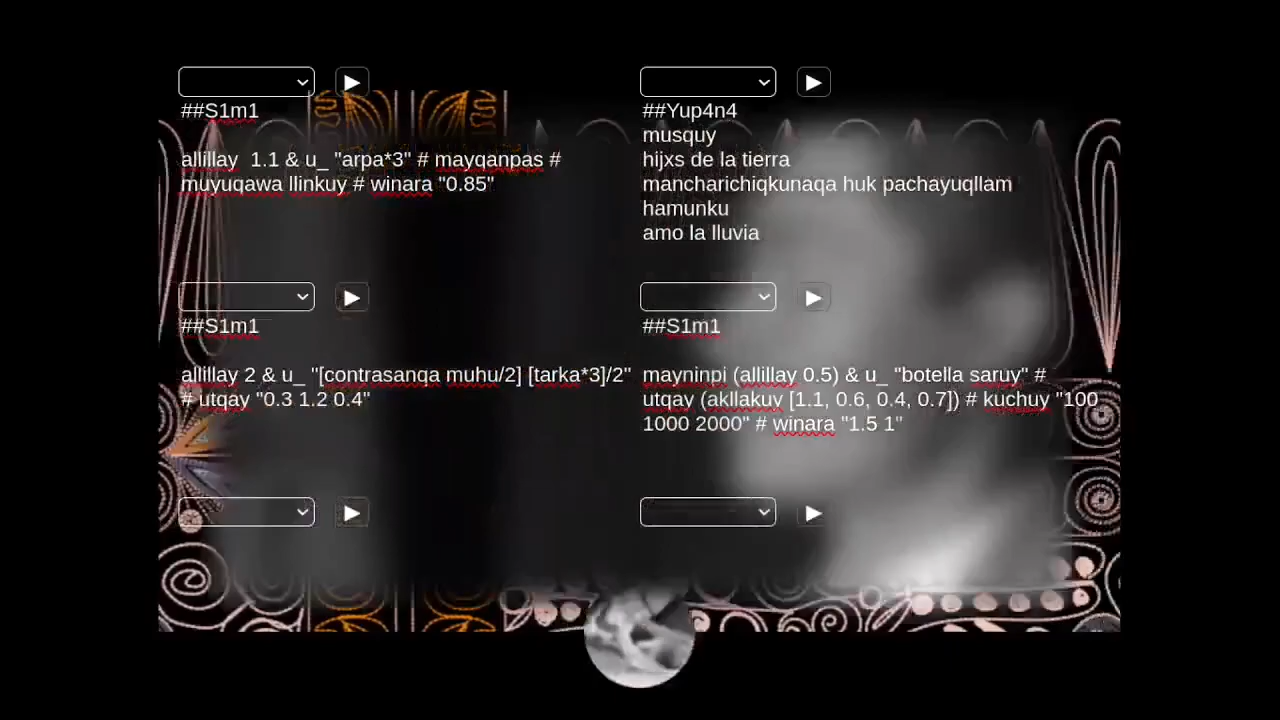 ##S1m1
allillay  1.1 & u_ "arpa*3" # mayqanpas #
muyuqawa llinkuy # winara "0.85"
##Yup4n4
musquy
hijxs de la tierra
mancharichiqkunaqa huk pachayuqllam
hamunku
amo la lluvia
##S1m1
allillay 2 & u_ "[contrasanqa muhu/2] [tarka*3]/2"
# utqay "0.3 1.2 0.4"
##S1m1
mayninpi (allillay 0.5) & u_ "botella saruy" #
utqay (akllakuy [1.1, 0.6, 0.4, 0.7]) # kuchuy "100
1000 2000" # winara "1.5 1"